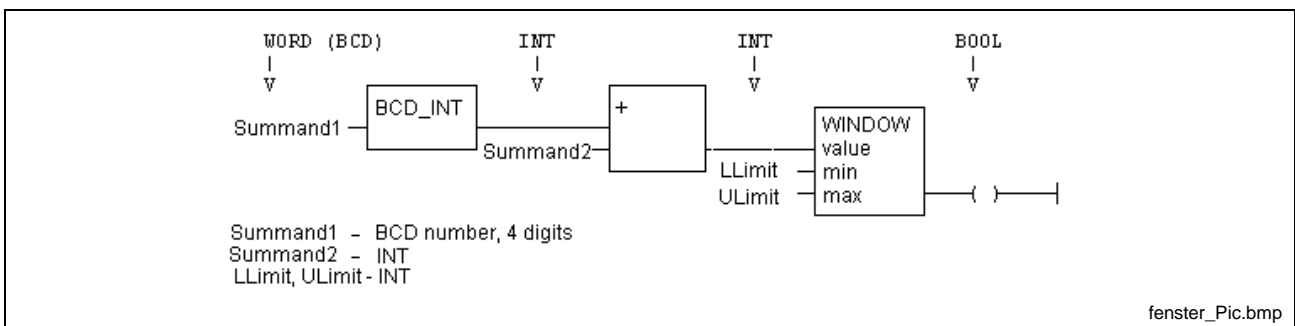 WORD (BCD) INT INT BOOL
| | | |
V V V V
BCD_INT + WINDOW
Summand1 value
Summand2
LLimit min
ULimit max ( )
Summand1 - BCD number, 4 digits
Summand2 - INT
LLimit, ULimit - INT
fenster_Pic.bmp